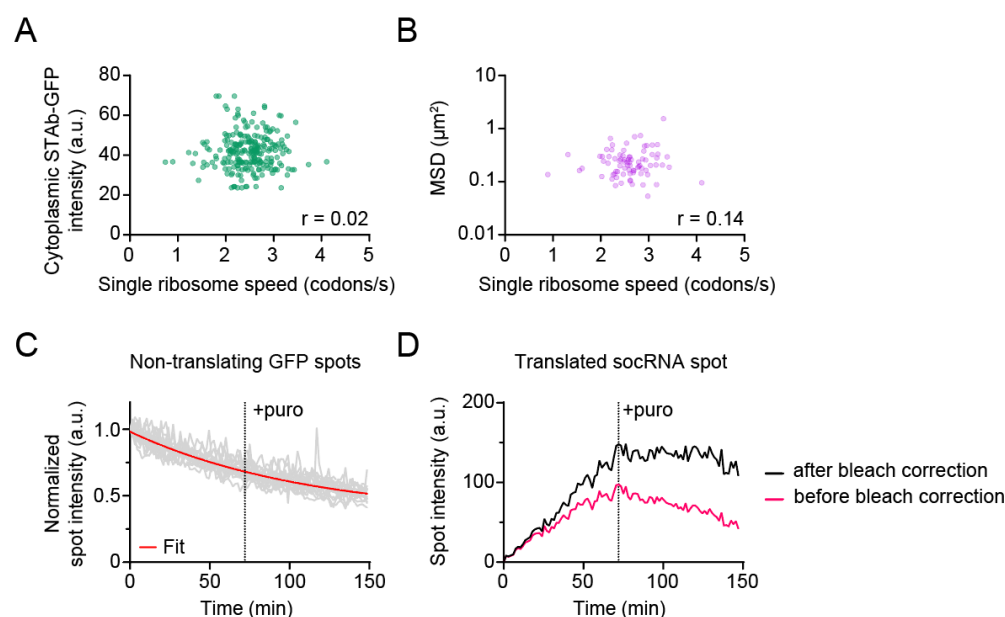 A
Cytoplasmic STAb-GFP
intensity (a.u.)
80
60
40
20
0
r = 0.02
0 1 2 3 4 5
Single ribosome speed (codons/s)
B
MSD (µm²)
10
1
0.1
0.01
r = 0.14
0 1 2 3 4 5
Single ribosome speed (codons/s)
C
Non-translating GFP spots
Normalized
spot intensity (a.u.)
+puro
1.0
0.5
0
Fit
0 50 100 150
Time (min)
D
Translated socRNA spot
Spot intensity (a.u.)
200
+puro
150
100
50
0
0 50 100 150
Time (min)
after bleach correction
before bleach correction